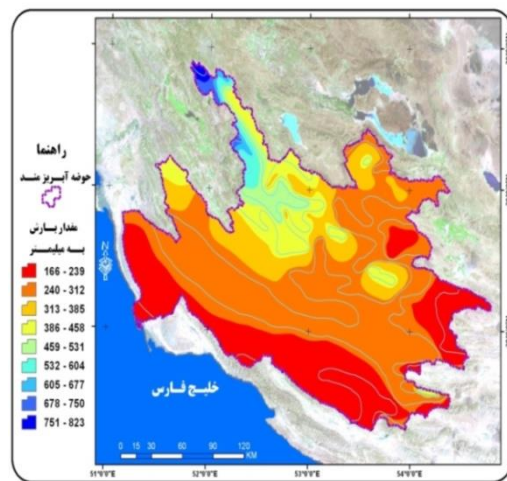 راهنما
حوضه آبریز مند
مقدار بارش
به میلیمتر
166 - 239
240 - 312
313 - 385
386 - 458
459 - 531
532 - 604
605 - 677
678 - 750
751 - 823
خلیج فارس
0 15 30 60 90 120
KM
51°0'0"E 52°0'0"E 53°0'0"E 54°0'0"E